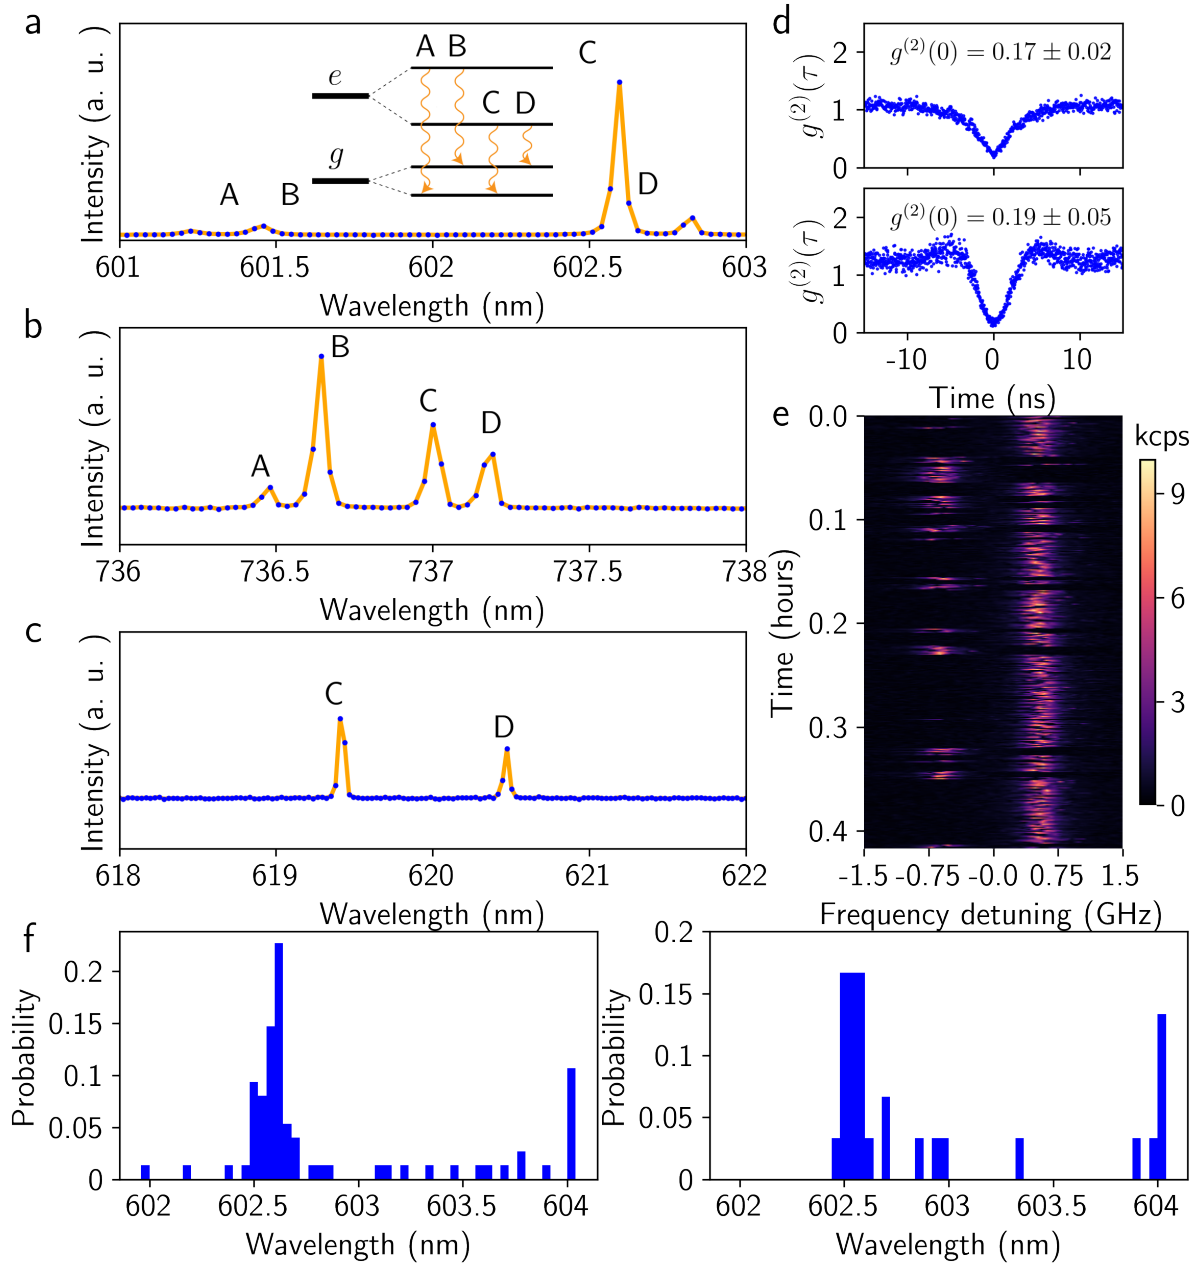 a
Intensity (a. u. )
A B
e
C D
g
A B
C
D
601 601.5 602 602.5 603
Wavelength (nm)
b
Intensity (a. u. )
A
B
C
D
736 736.5 737 737.5 738
Wavelength (nm)
c
Intensity (a. u. )
C
D
618 619 620 621 622
Wavelength (nm)
d
g^{(2)}(τ)
2
1
0
g^{(2)}(0) = 0.17 ± 0.02
g^{(2)}(τ)
2
1
0
g^{(2)}(0) = 0.19 ± 0.05
-10 0 10
Time (ns)
e
Time (hours)
0.0
0.1
0.2
0.3
0.4
-1.5 -0.75 -0.0 0.75 1.5
Frequency detuning (GHz)
kcps
9
6
3
0
f
Probability
0.2
0.15
0.1
0.05
0
602 602.5 603 603.5 604
Wavelength (nm)
Probability
0.2
0.15
0.1
0.05
0
602 602.5 603 603.5 604
Wavelength (nm)